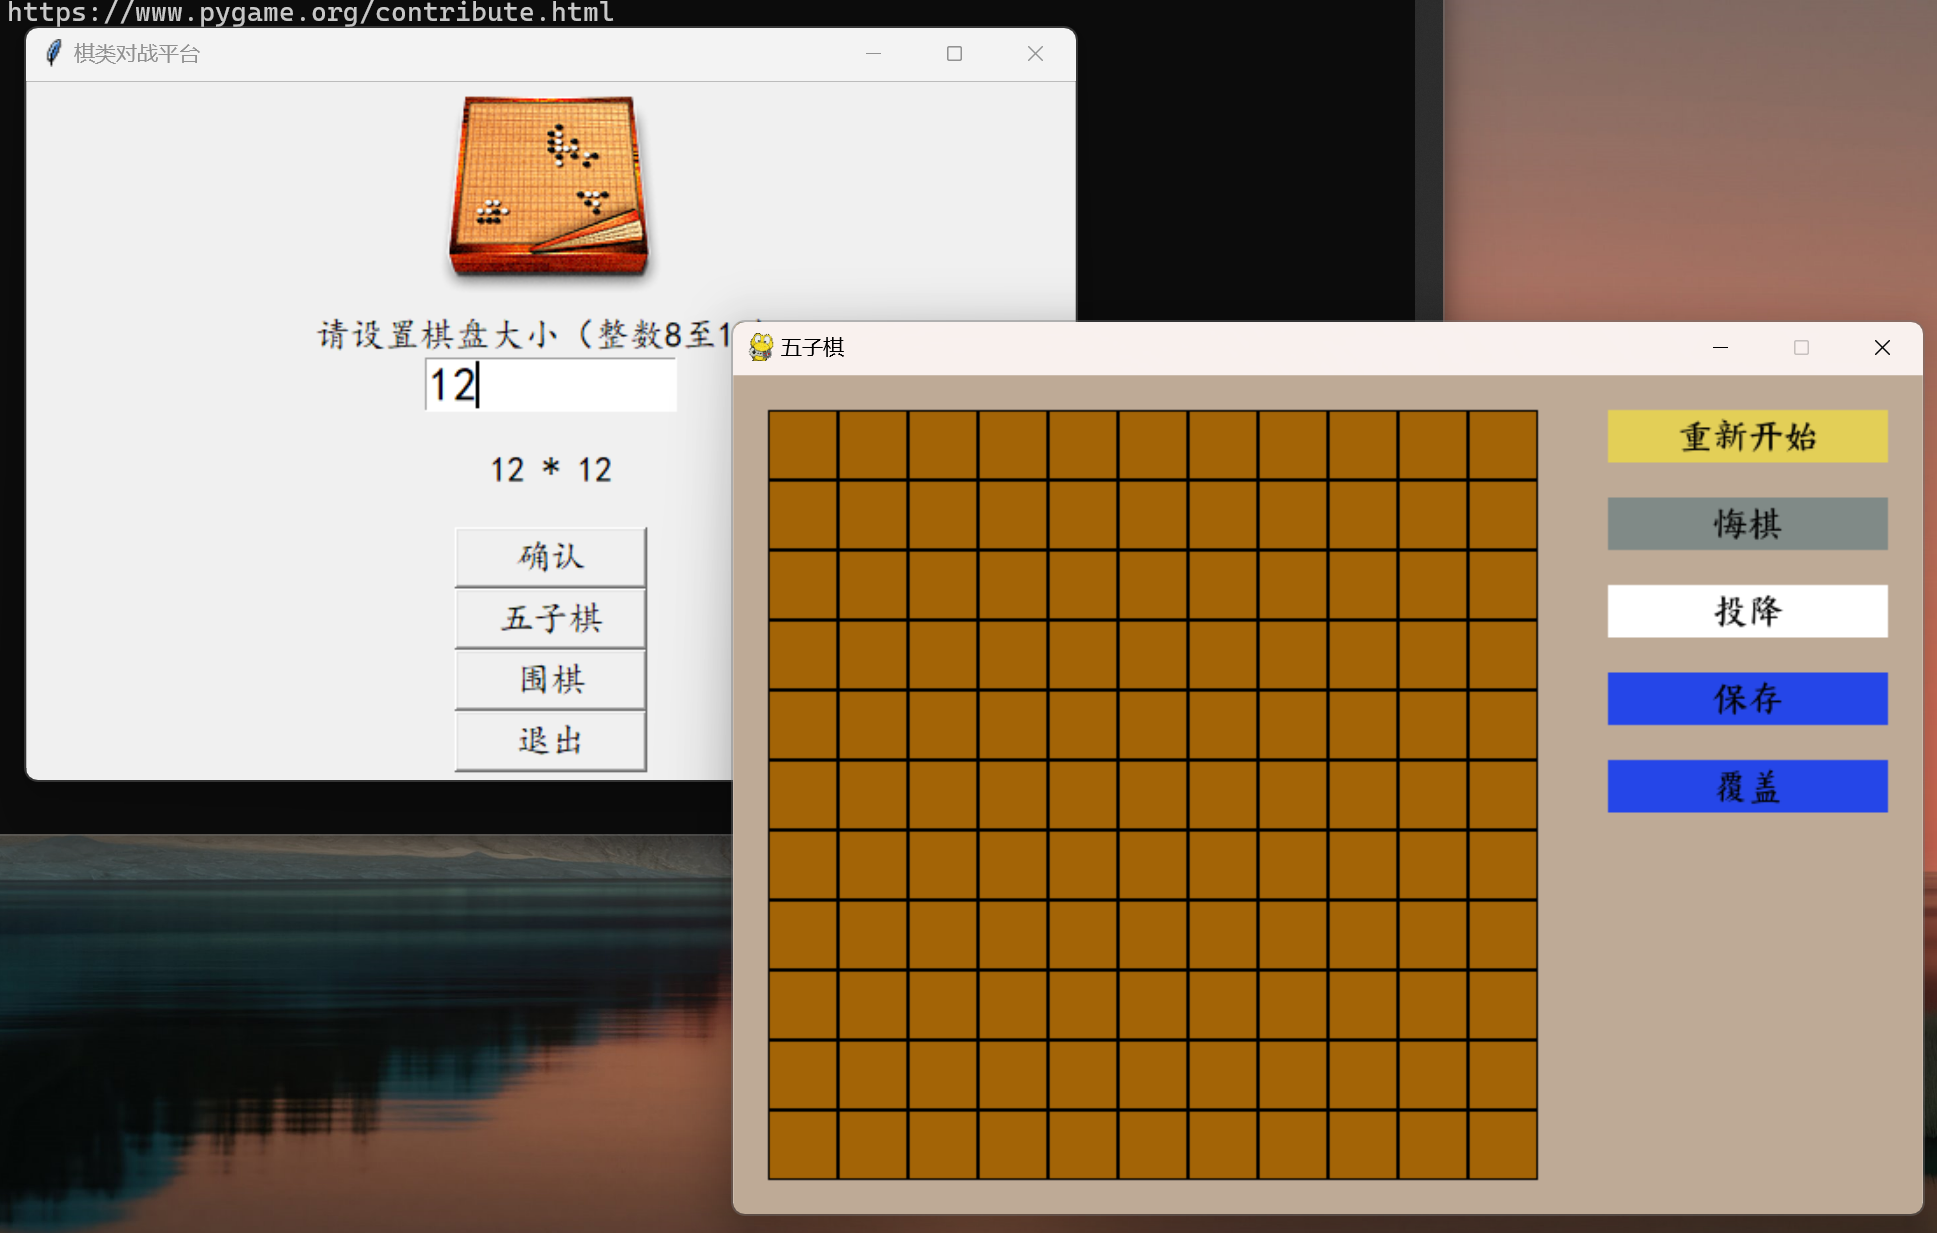 https://www.pygame.org/contribute.html
棋类对战平台
请设置棋盘大小（整数8至1
12
12 * 12
确认
五子棋
围棋
退出
五子棋
重新开始
悔棋
投降
保存
覆盖